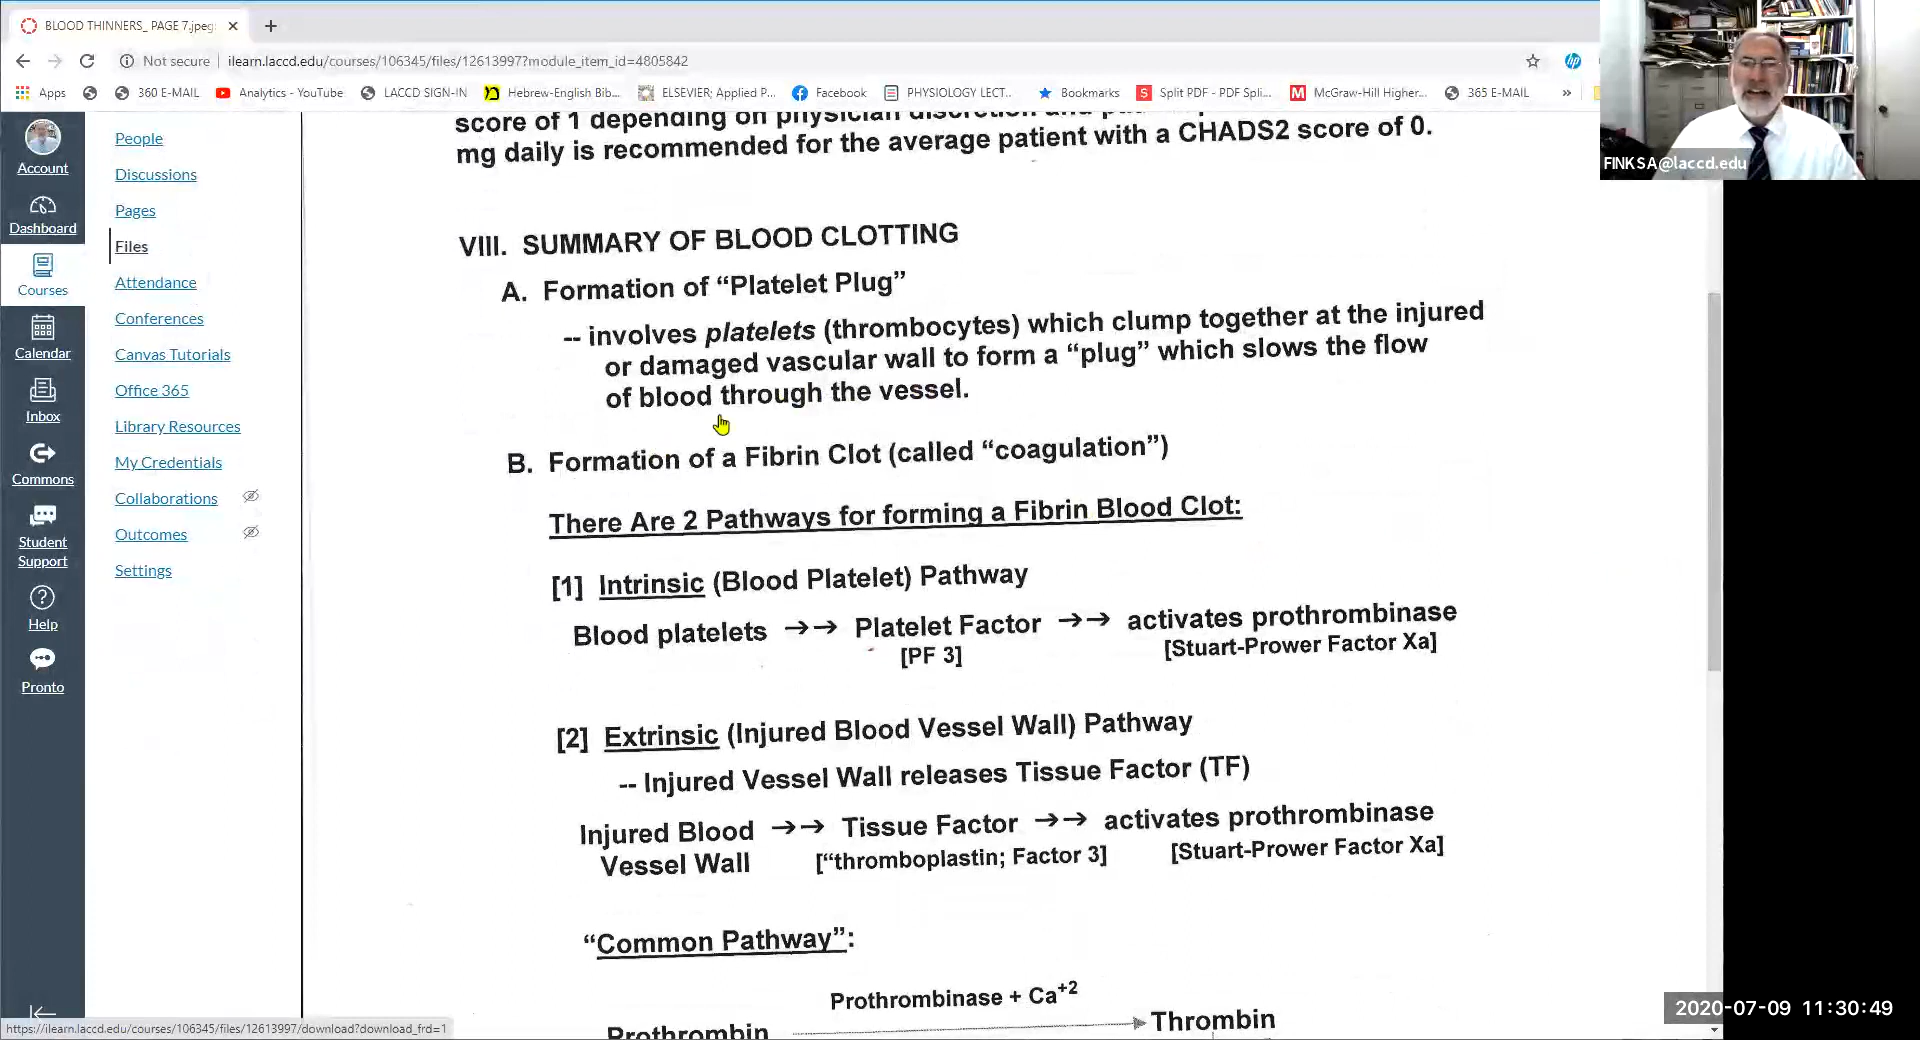 BLOOD THINNERS_ PAGE 7.jpeg
Not secure
ilearn.laccd.edu/courses/106345/files/12613997?module_item_id=4805842
Apps 360 E-MAIL Analytics - YouTube LACCD SIGN-IN Hebrew-English Bib... ELSEVIER; Applied P... Facebook PHYSIOLOGY LECT... Bookmarks Split PDF - PDF Spli... McGraw-Hill Higher... 365 E-MAIL »
FINKSA@laccd.edu
Account
Dashboard
Courses
Calendar
Inbox
Commons
Student
Support
Help
Pronto
People
Discussions
Pages
Files
Attendance
Conferences
Canvas Tutorials
Office 365
Library Resources
My Credentials
Collaborations
Outcomes
Settings
score of 1 depending on physician discretion and
mg daily is recommended for the average patient with a CHADS2 score of 0.
VIII. SUMMARY OF BLOOD CLOTTING
A. Formation of “Platelet Plug”
-- involves platelets (thrombocytes) which clump together at the injured
or damaged vascular wall to form a “plug” which slows the flow
of blood through the vessel.
B. Formation of a Fibrin Clot (called “coagulation”)
There Are 2 Pathways for forming a Fibrin Blood Clot:
[1] Intrinsic (Blood Platelet) Pathway
Blood platelets →→ Platelet Factor →→ activates prothrombinase
[PF 3] [Stuart-Prower Factor Xa]
[2] Extrinsic (Injured Blood Vessel Wall) Pathway
-- Injured Vessel Wall releases Tissue Factor (TF)
Injured Blood →→ Tissue Factor →→ activates prothrombinase
Vessel Wall [“thromboplastin; Factor 3] [Stuart-Prower Factor Xa]
“Common Pathway”:
Prothrombinase + Ca+2
Prothrombin Thrombin
https://ilearn.laccd.edu/courses/106345/files/12613997/download?download_frd=1
2020-07-09 11:30:49